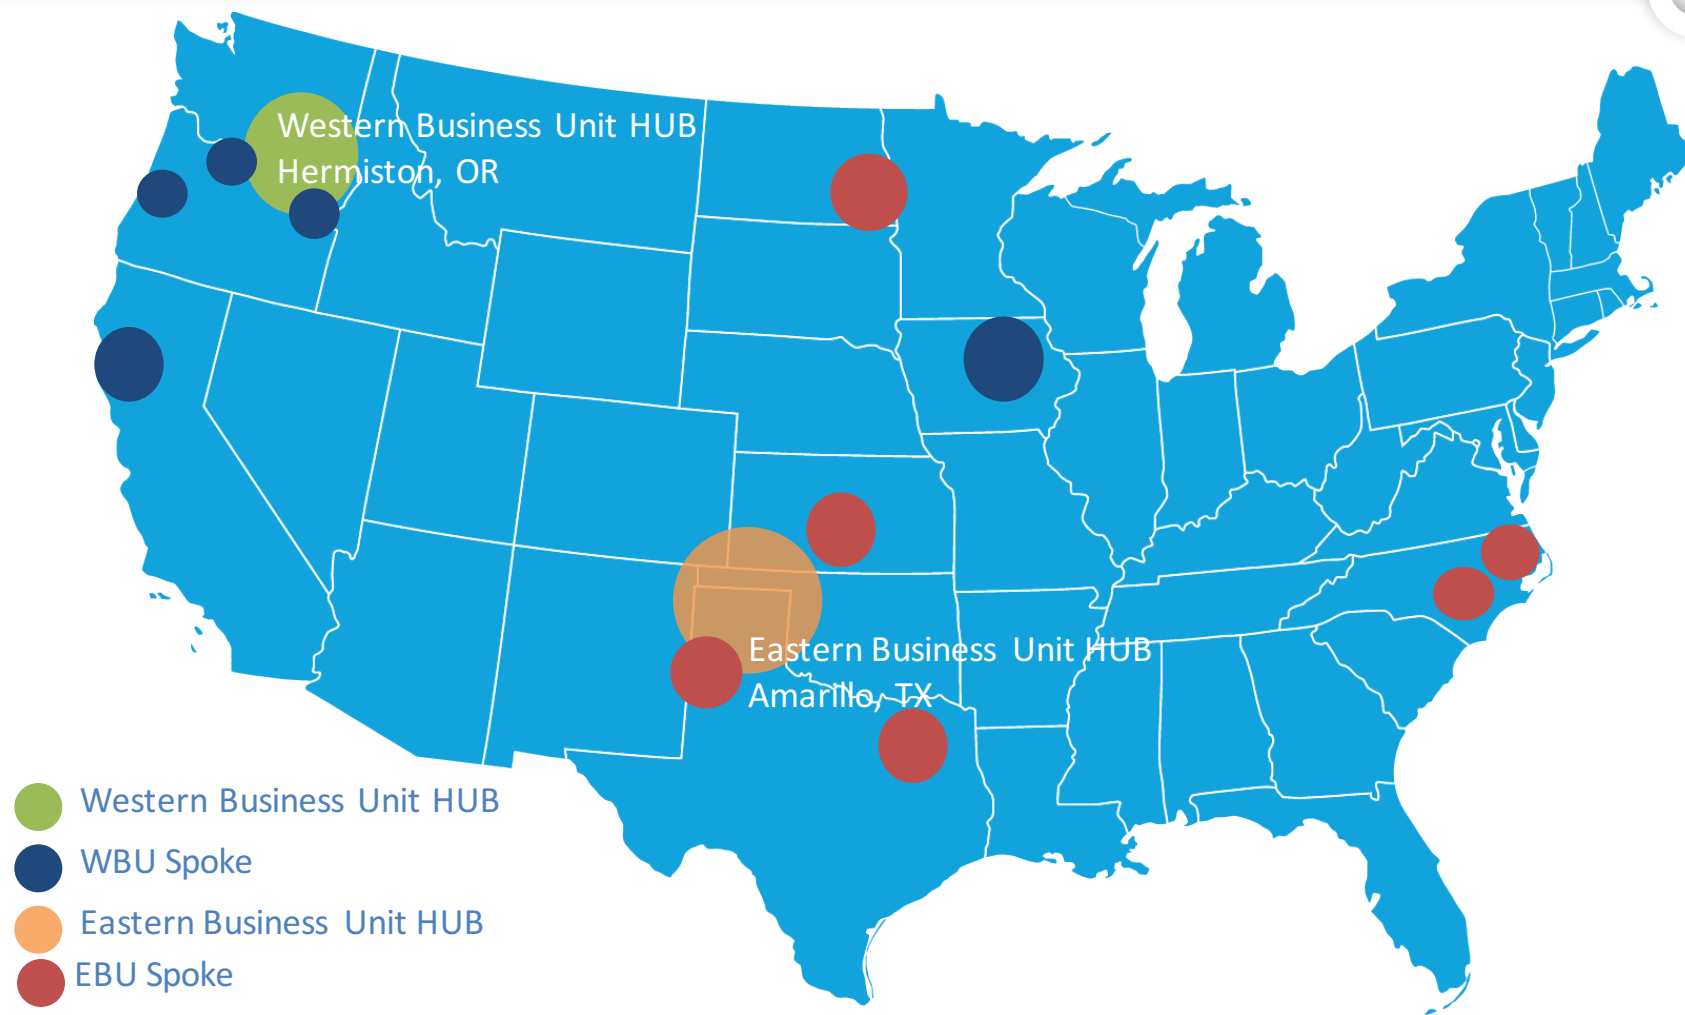 Western Business Unit HUB
Hermiston, OR
Eastern Business Unit HUB
Amarillo, TX
Western Business Unit HUB
WBU Spoke
Eastern Business Unit HUB
EBU Spoke